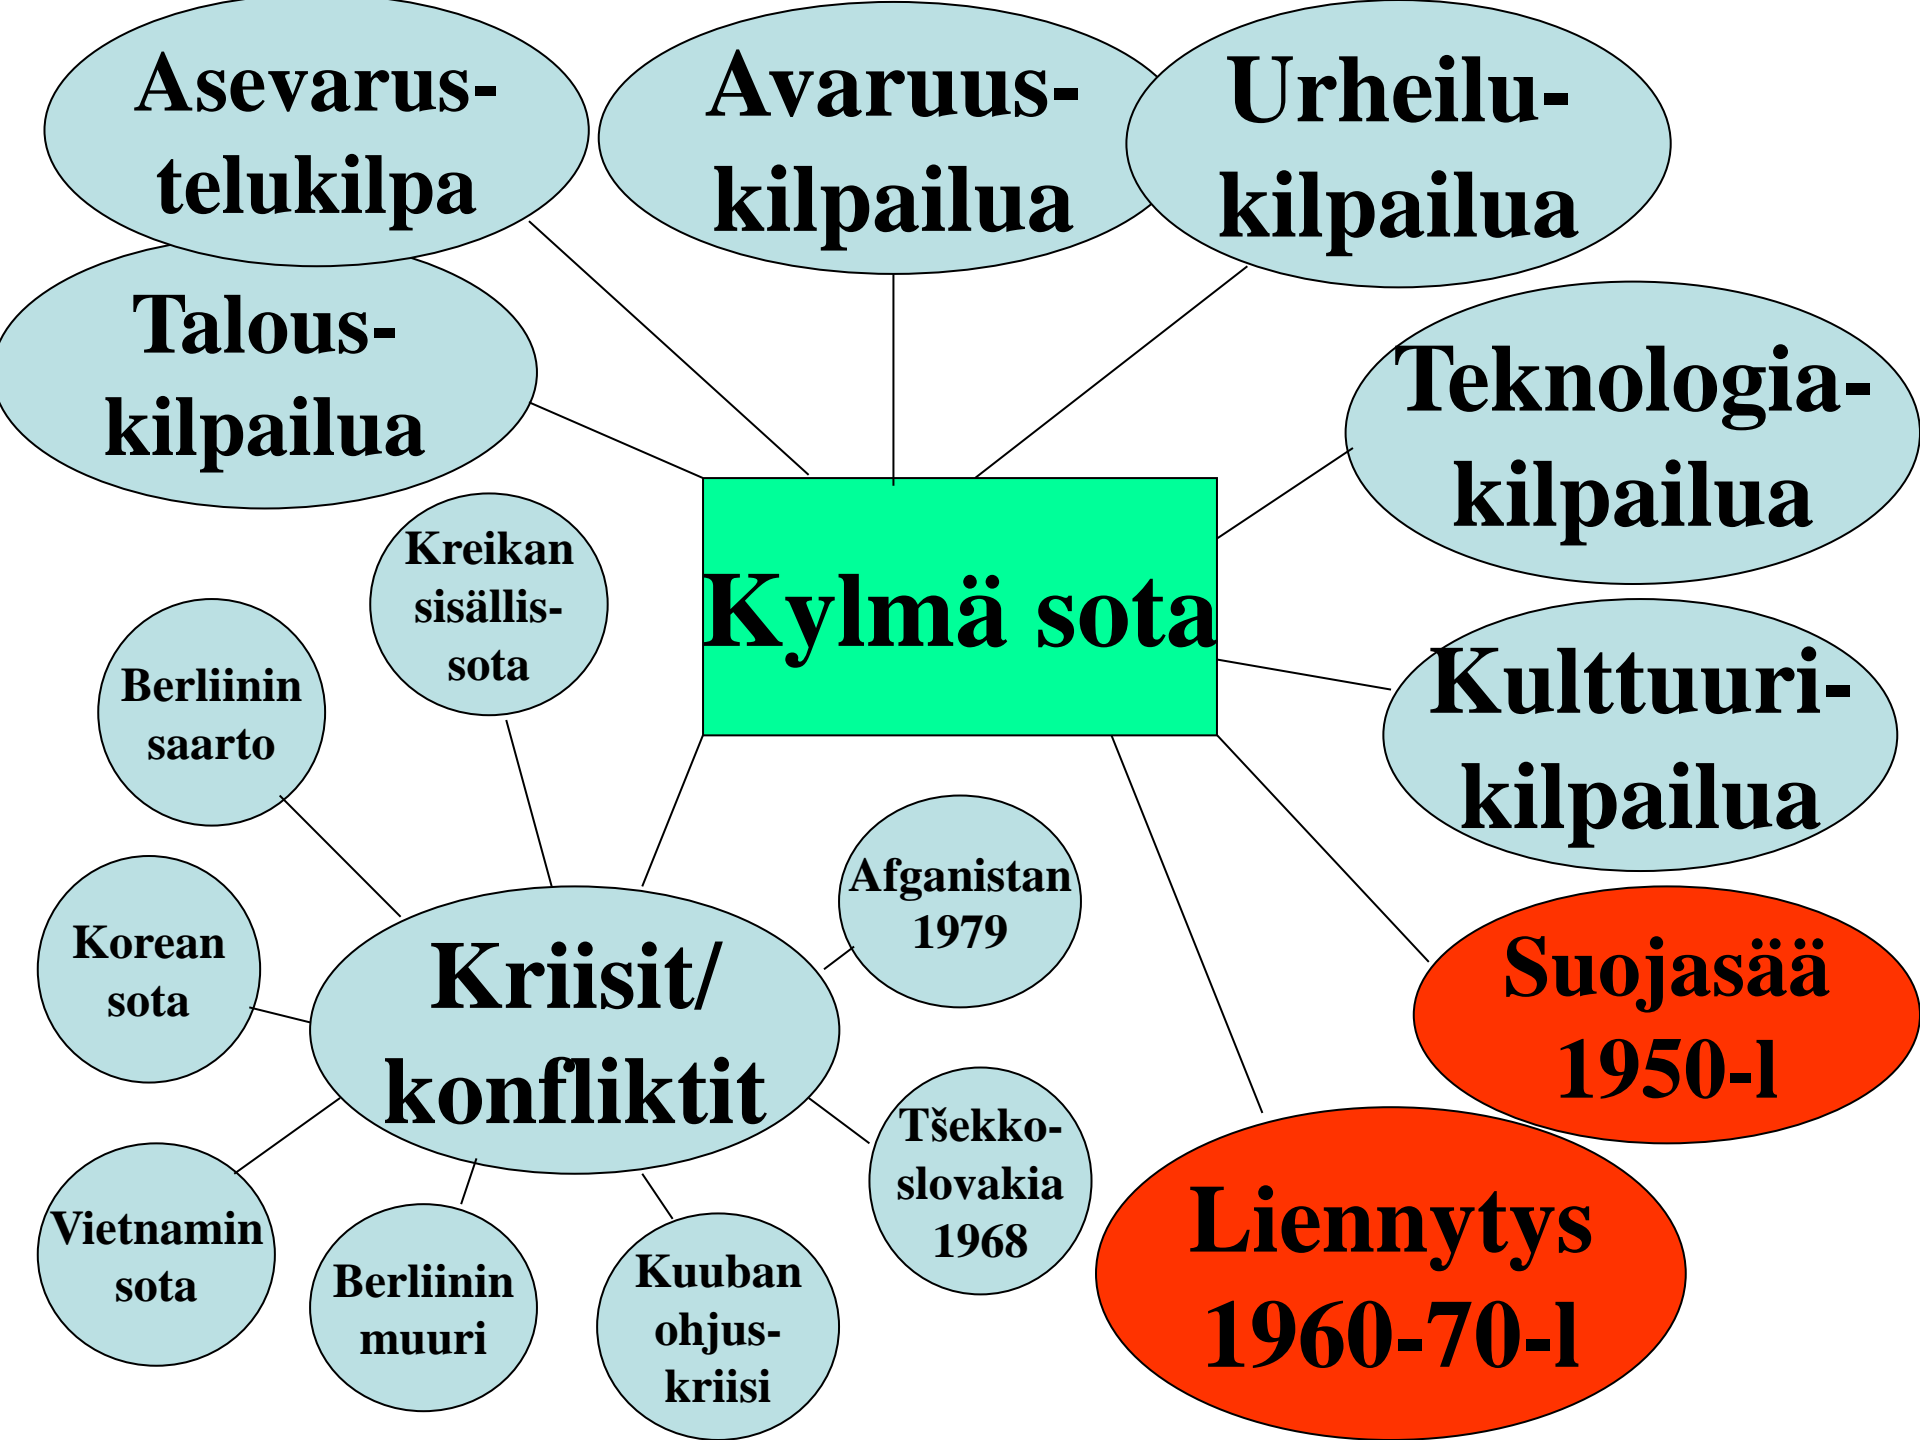 Asevarus-
telukilpa
Avaruus-
kilpailua
Urheilu-
kilpailua
Talous-
kilpailua
Teknologia-
kilpailua
Kylmä sota
Kulttuuri-
kilpailua
Kreikan
sisällis-
sota
Berliinin
saarto
Korean
sota
Kriisit/
konfliktit
Afganistan
1979
Suojasää
1950-l
Tšekko-
slovakia
1968
Liennytys
1960-70-l
Vietnamin
sota
Berliinin
muuri
Kuuban
ohjus-
kriisi